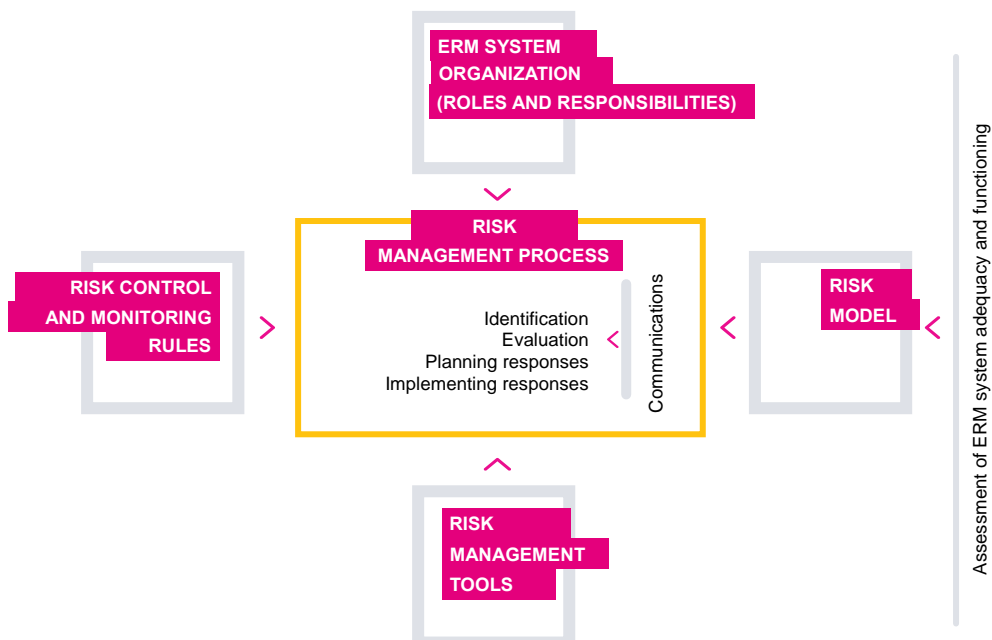 ERM SYSTEM
ORGANIZATION
(ROLES AND RESPONSIBILITIES)
RISK
MANAGEMENT PROCESS
RISK CONTROL
AND MONITORING
RULES
Identification
Evaluation
Planning responses
Implementing responses
Communications
RISK
MODEL
Assessment of ERM system adequacy and functioning
RISK
MANAGEMENT
TOOLS